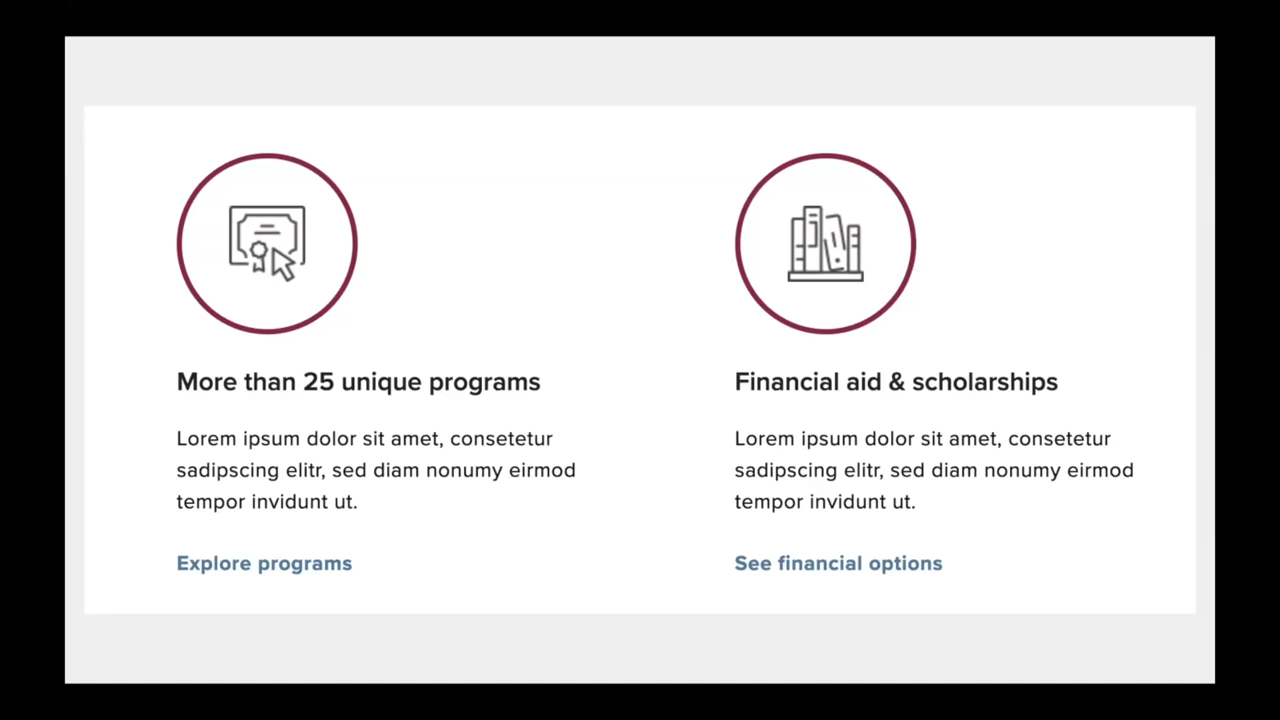 More than 25 unique programs
Lorem ipsum dolor sit amet, consetetur
sadipscing elitr, sed diam nonumy eirmod
tempor invidunt ut.
Explore programs
Financial aid & scholarships
Lorem ipsum dolor sit amet, consetetur
sadipscing elitr, sed diam nonumy eirmod
tempor invidunt ut.
See financial options